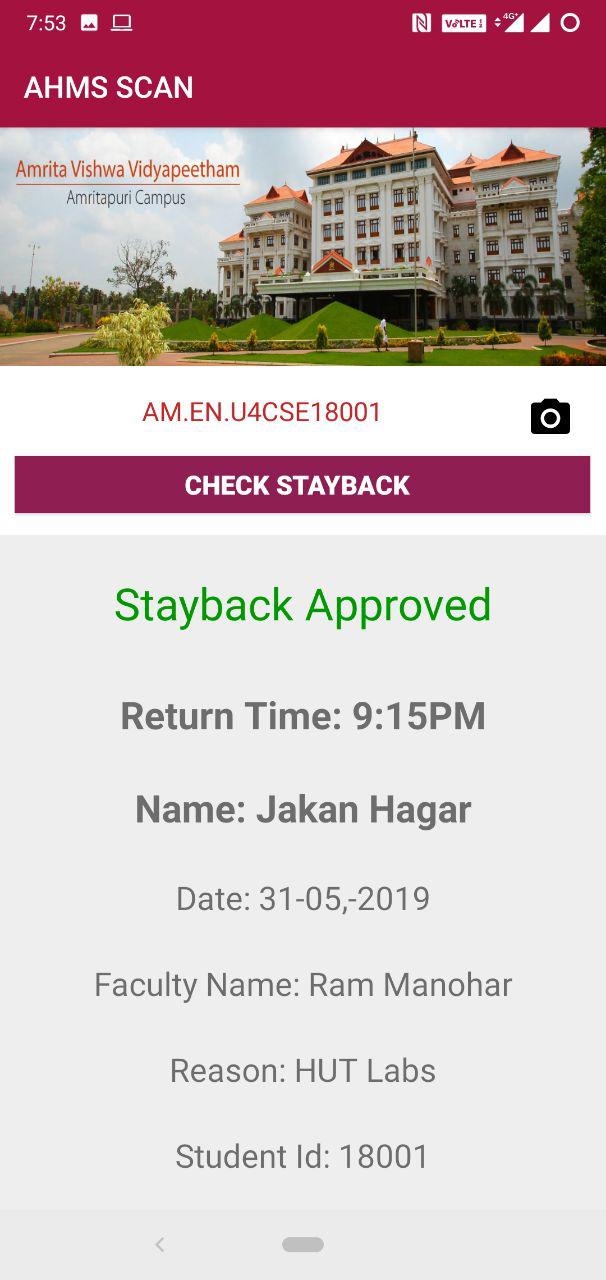 7:53
VoLTE 1
4G+
AHMS SCAN
Amrita Vishwa Vidyapeetham
Amritapuri Campus
AM.EN.U4CSE18001
CHECK STAYBACK
Stayback Approved
Return Time: 9:15PM
Name: Jakan Hagar
Date: 31-05,-2019
Faculty Name: Ram Manohar
Reason: HUT Labs
Student Id: 18001